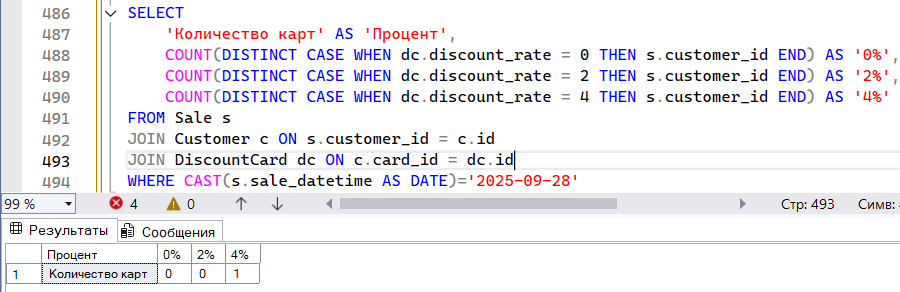 486 SELECT
487 'Количество карт' AS 'Процент',
488 COUNT(DISTINCT CASE WHEN dc.discount_rate = 0 THEN s.customer_id END) AS '0%',
489 COUNT(DISTINCT CASE WHEN dc.discount_rate = 2 THEN s.customer_id END) AS '2%',
490 COUNT(DISTINCT CASE WHEN dc.discount_rate = 4 THEN s.customer_id END) AS '4%'
491 FROM Sale s
492 JOIN Customer c ON s.customer_id = c.id
493 JOIN DiscountCard dc ON c.card_id = dc.id
494 WHERE CAST(s.sale_datetime AS DATE)='2025-09-28'
99 % 4 0 Стр: 493 Симв:
Результаты Сообщения
Процент 0% 2% 4%
1 Количество карт 0 0 1